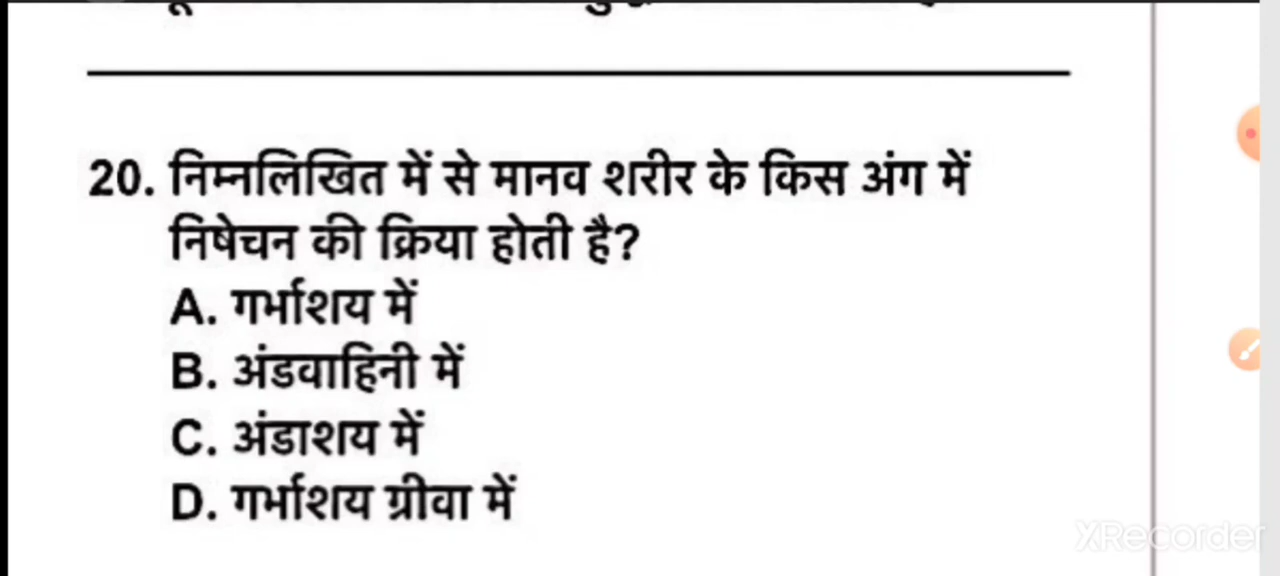 20. निम्नलिखित में से मानव शरीर के किस अंग में
निषेचन की क्रिया होती है?
A. गर्भाशय में
B. अंडवाहिनी में
C. अंडाशय में
D. गर्भाशय ग्रीवा में
XRecorder